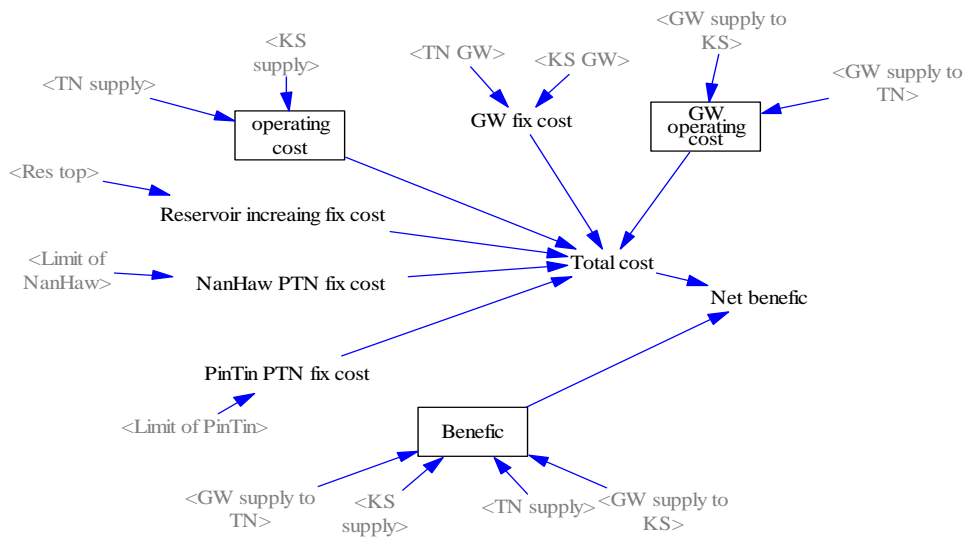 <GW supply to
KS>
<KS
supply>
<TN GW>
<KS GW>
<GW supply to
TN>
<TN supply>
operating
cost
GW fix cost
GW
operating
cost
<Res top>
Reservoir increaing fix cost
<Limit of
NanHaw>
NanHaw PTN fix cost
Total cost
Net benefic
PinTin PTN fix cost
<Limit of PinTin>
Benefic
<GW supply to
TN>
<KS
supply>
<TN supply>
<GW supply to
KS>